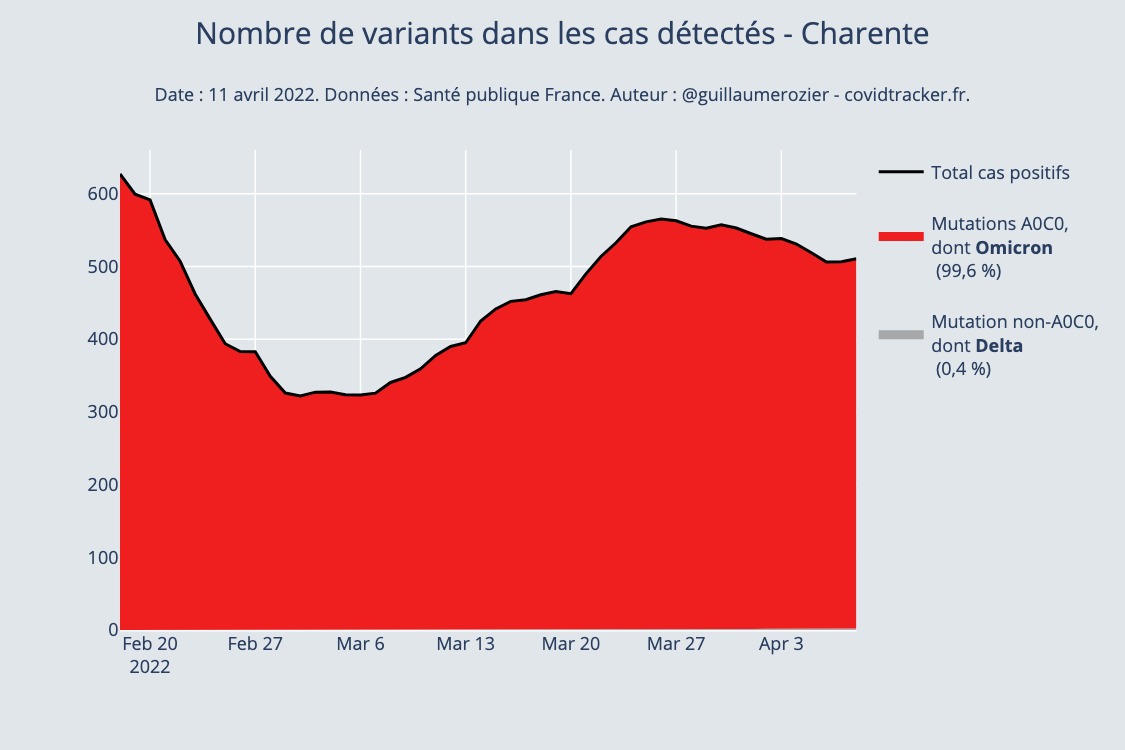 Nombre de variants dans les cas détectés - Charente
Date : 11 avril 2022. Données : Santé publique France. Auteur : @guillaumerozier - covidtracker.fr.
600
500
400
300
200
100
0
Feb 20
2022
Feb 27
Mar 6
Mar 13
Mar 20
Mar 27
Apr 3
Total cas positifs
Mutations A0C0,
dont Omicron
(99,6 %)
Mutation non-A0C0,
dont Delta
(0,4 %)